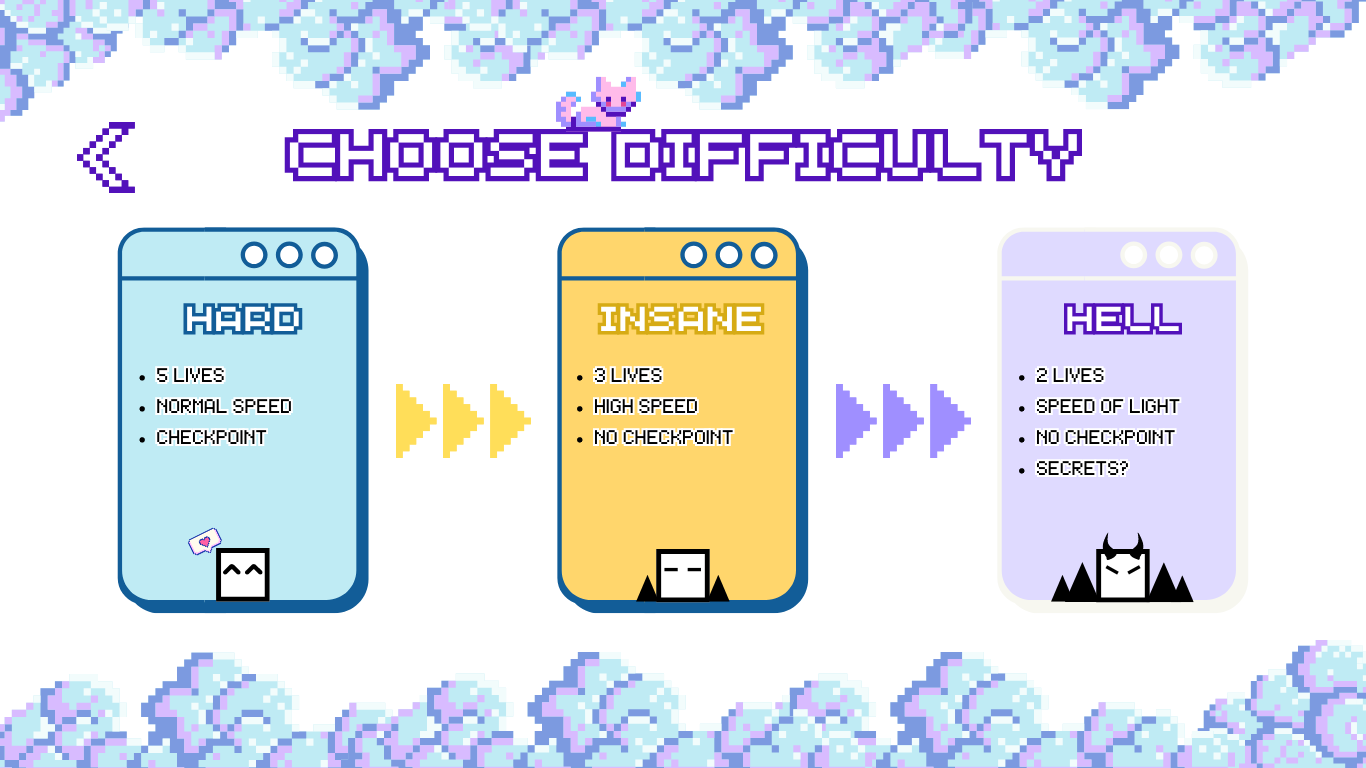 CHOOSE DIFFICULTY
HARD
5 LIVES
NORMAL SPEED
CHECKPOINT
INSANE
3 LIVES
HIGH SPEED
NO CHECKPOINT
HELL
2 LIVES
SPEED OF LIGHT
NO CHECKPOINT
SECRETS?